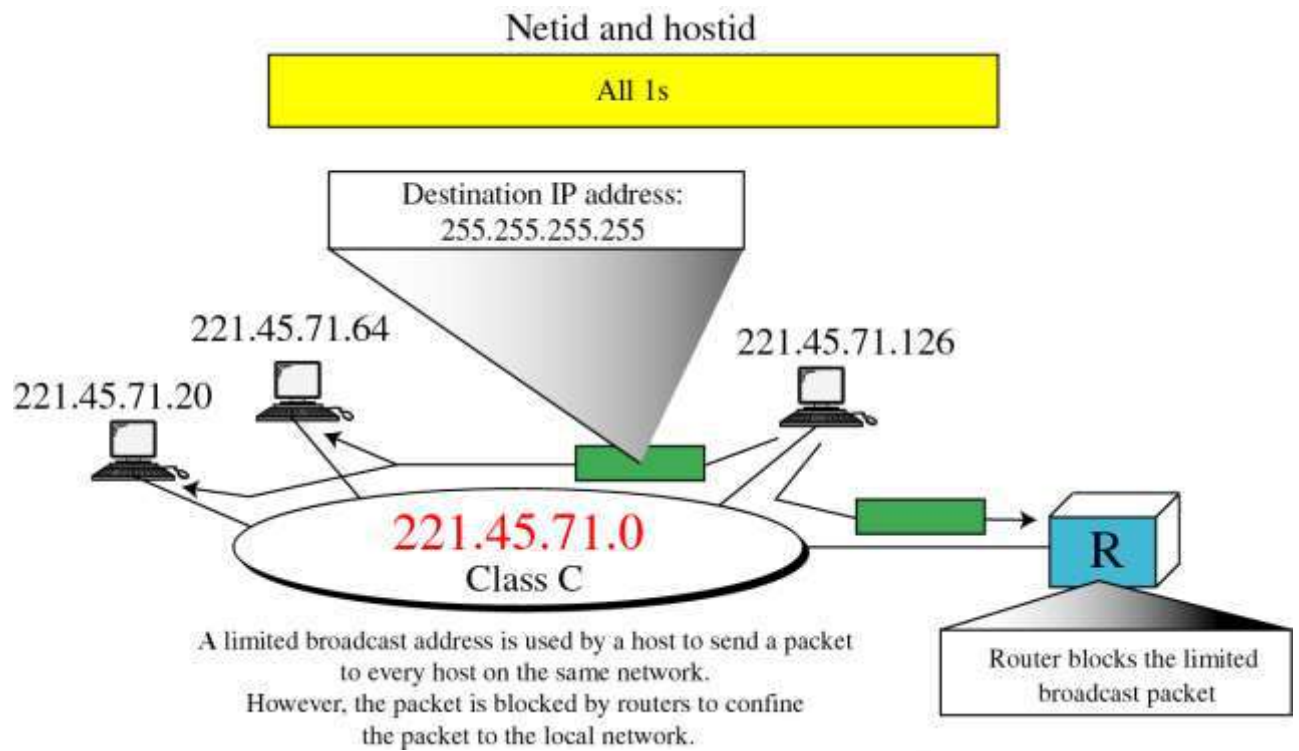 Netid and hostid
All 1s
Destination IP address:
255.255.255.255
221.45.71.64
221.45.71.126
221.45.71.20
221.45.71.0
Class C
R
A limited broadcast address is used by a host to send a packet
to every host on the same network.
However, the packet is blocked by routers to confine
the packet to the local network.
Router blocks the limited
broadcast packet